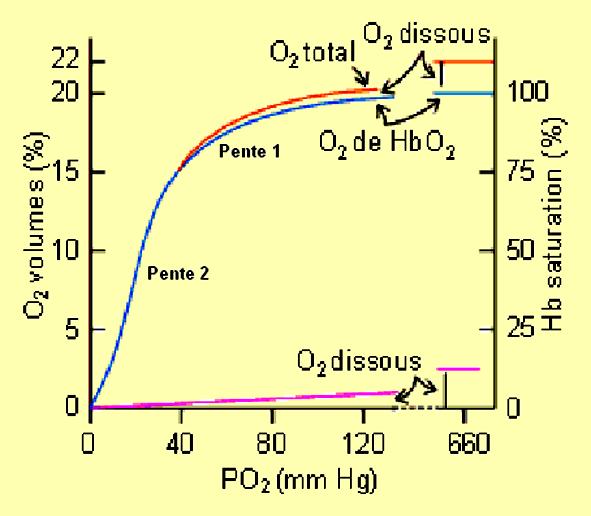 O₂ dissous
O₂ total
22
20
15
10
5
0
O₂ volumes (%)
100
75
50
25
0
Hb saturation (%)
O₂ de HbO₂
Pente 1
Pente 2
O₂ dissous
0 40 80 120 660
PO₂ (mm Hg)